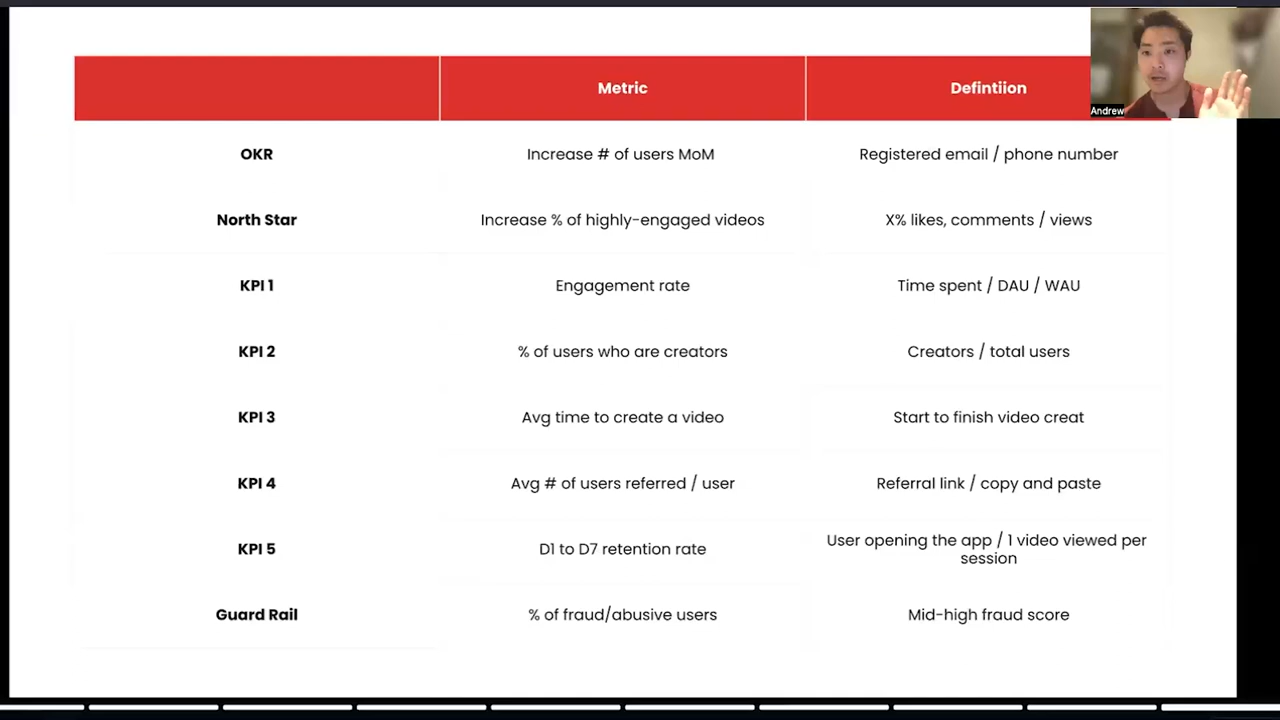 Metric
Defintiion
Andrew
OKR
Increase # of users MoM
Registered email / phone number
North Star
Increase % of highly-engaged videos
X% likes, comments / views
KPI 1
Engagement rate
Time spent / DAU / WAU
KPI 2
% of users who are creators
Creators / total users
KPI 3
Avg time to create a video
Start to finish video creat
KPI 4
Avg # of users referred / user
Referral link / copy and paste
KPI 5
D1 to D7 retention rate
User opening the app / 1 video viewed per
session
Guard Rail
% of fraud/abusive users
Mid-high fraud score